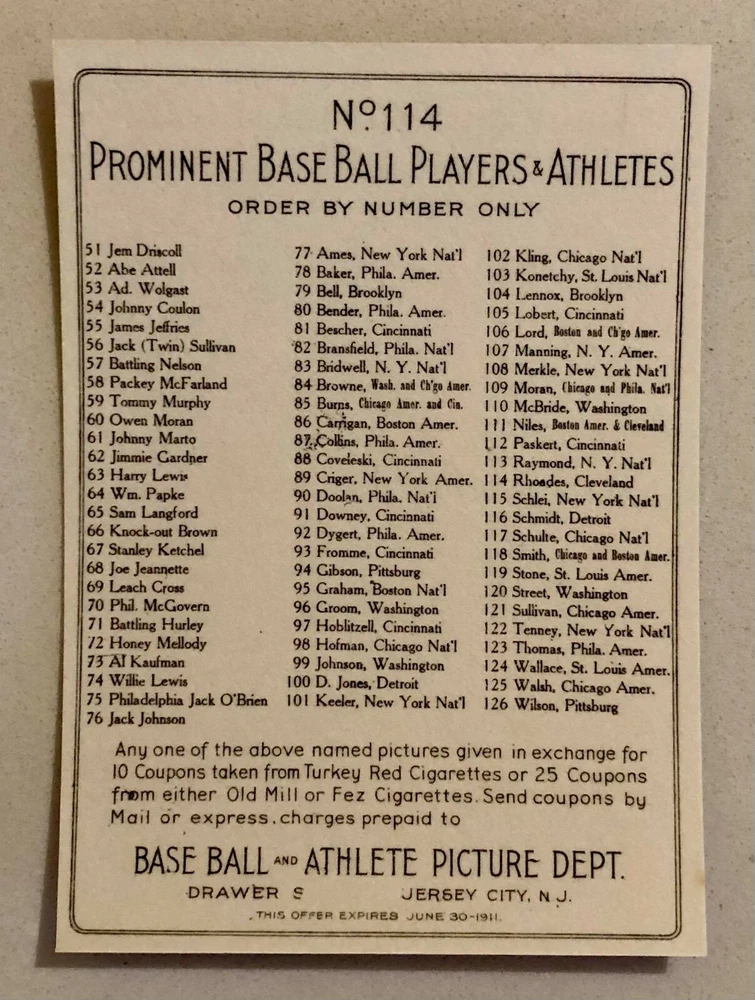 Nº 114
PROMINENT BASE BALL PLAYERS & ATHLETES
ORDER BY NUMBER ONLY
51 Jem Driscoll
52 Abe Attell
53 Ad. Wolgast
54 Johnny Coulon
55 James Jeffries
56 Jack (Twin) Sullivan
57 Battling Nelson
58 Packey McFarland
59 Tommy Murphy
60 Owen Moran
61 Johnny Marto
62 Jimmie Gardner
63 Harry Lewis
64 Wm. Papke
65 Sam Langford
66 Knock-out Brown
67 Stanley Ketchel
68 Joe Jeannette
69 Leach Cross
70 Phil. McGovern
71 Battling Hurley
72 Honey Mellody
73 Al Kaufman
74 Willie Lewis
75 Philadelphia Jack O'Brien
76 Jack Johnson
77 Ames, New York Nat'l
78 Baker, Phila. Amer.
79 Bell, Brooklyn
80 Bender, Phila. Amer.
81 Bescher, Cincinnati
82 Bransfield, Phila. Nat'l
83 Bridwell, N. Y. Nat'l
84 Browne, Wash. and Ch'go Amer.
85 Burns, Chicago Amer. and Cin.
86 Carrigan, Boston Amer.
87 Collins, Phila. Amer.
88 Coveleski, Cincinnati
89 Criger, New York Amer.
90 Doolan, Phila. Nat'l
91 Downey, Cincinnati
92 Dygert, Phila. Amer.
93 Fromme, Cincinnati
94 Gibson, Pittsburg
95 Graham, Boston Nat'l
96 Groom, Washington
97 Hoblitzell, Cincinnati
98 Hofman, Chicago Nat'l
99 Johnson, Washington
100 D. Jones, Detroit
101 Keeler, New York Nat'l
102 Kling, Chicago Nat'l
103 Konetchy, St. Louis Nat'l
104 Lennox, Brooklyn
105 Lobert, Cincinnati
106 Lord, Boston and Ch'go Amer.
107 Manning, N. Y. Amer.
108 Merkle, New York Nat'l
109 Moran, Chicago and Phila. Nat'l
110 McBride, Washington
111 Niles, Boston Amer. & Cleveland
112 Paskert, Cincinnati
113 Raymond, N. Y. Nat'l
114 Rhoades, Cleveland
115 Schlei, New York Nat'l
116 Schmidt, Detroit
117 Schulte, Chicago Nat'l
118 Smith, Chicago and Boston Amer.
119 Stone, St. Louis Amer.
120 Street, Washington
121 Sullivan, Chicago Amer.
122 Tenney, New York Nat'l
123 Thomas, Phila. Amer.
124 Wallace, St. Louis Amer.
125 Walsh, Chicago Amer.
126 Wilson, Pittsburg
Any one of the above named pictures given in exchange for
10 Coupons taken from Turkey Red Cigarettes or 25 Coupons
from either Old Mill or Fez Cigarettes. Send coupons by
Mail or express, charges prepaid to
BASE BALL AND ATHLETE PICTURE DEPT.
DRAWER S JERSEY CITY, N.J.
THIS OFFER EXPIRES JUNE 30-1911.